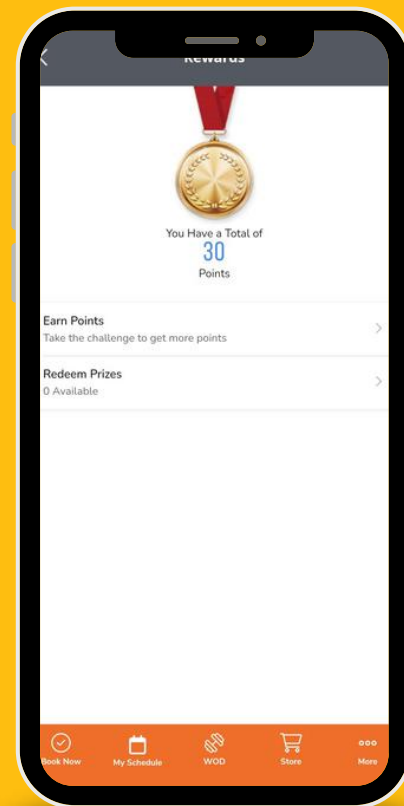 Rewards
You Have a Total of
30
Points
Earn Points
Take the challenge to get more points
Redeem Prizes
0 Available
Book Now
My Schedule
WOD
Store
More